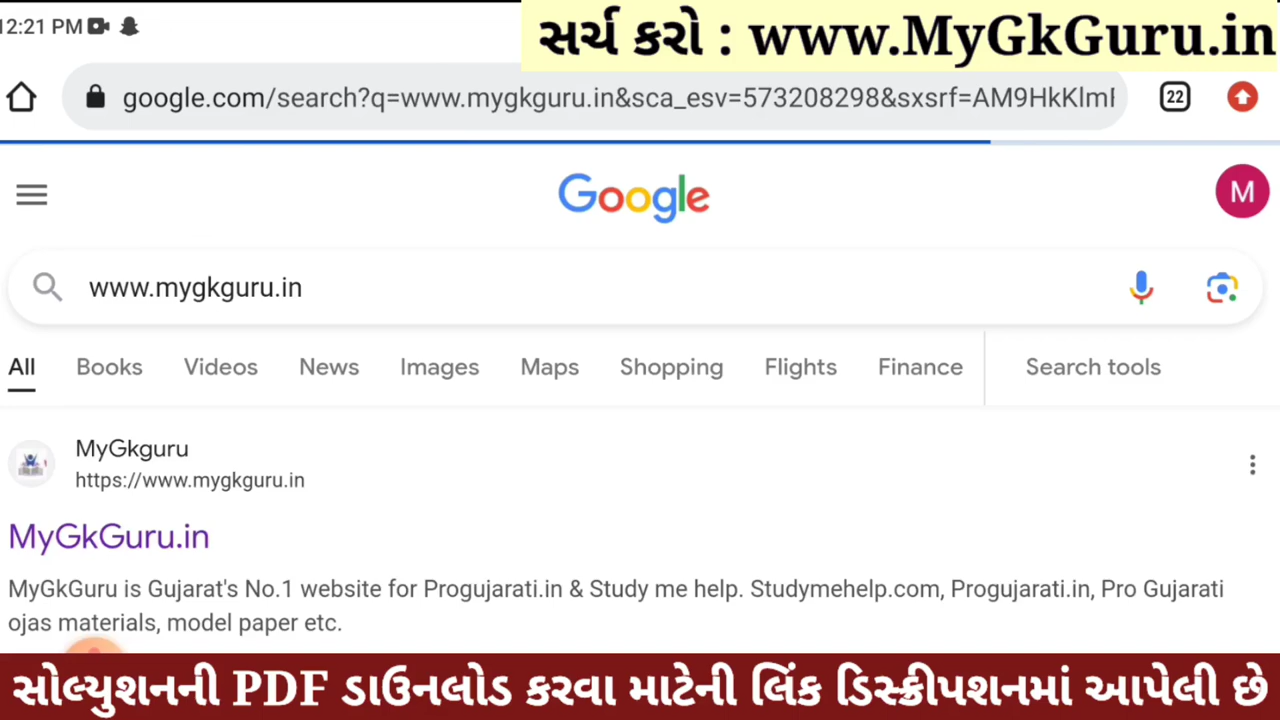 12:21 PM
સર્ચ કરો : www.MyGkGuru.in
google.com/search?q=www.mygkguru.in&sca_esv=573208298&sxsrf=AM9HkKlm
22
Google
M
www.mygkguru.in
All Books Videos News Images Maps Shopping Flights Finance Search tools
MyGkguru
https://www.mygkguru.in
MyGkGuru.in
MyGkGuru is Gujarat's No.1 website for Progujarati.in & Study me help. Studymehelp.com, Progujarati.in, Pro Gujarati
ojas materials, model paper etc.
સોલ્યુશનની PDF ડાઉનલોડ કરવા માટેની લિંક ડિસ્ક્રીપશનમાં આપેલી છે